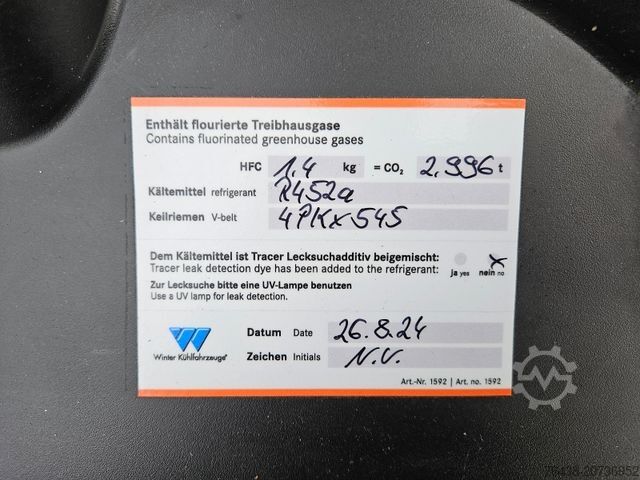 Enthält flourierte Treibhausgase
Contains fluorinated greenhouse gases
HFC 1,4 kg = CO₂ 2,996 t
Kältemittel refrigerant R452a
Keilriemen V-belt 4PKx545
Dem Kältemittel ist Tracer Lecksuchadditiv beigemischt:
Tracer leak detection dye has been added to the refrigerant:
ja yes nein no
Zur Lecksuche bitte eine UV-Lampe benutzen
Use a UV lamp for leak detection.
Datum Date 26.8.24
Zeichen Initials N.V.
Winter Kühlfahrzeuge®
Art.-Nr. 1592 | Art. no. 1592
76438-20736852